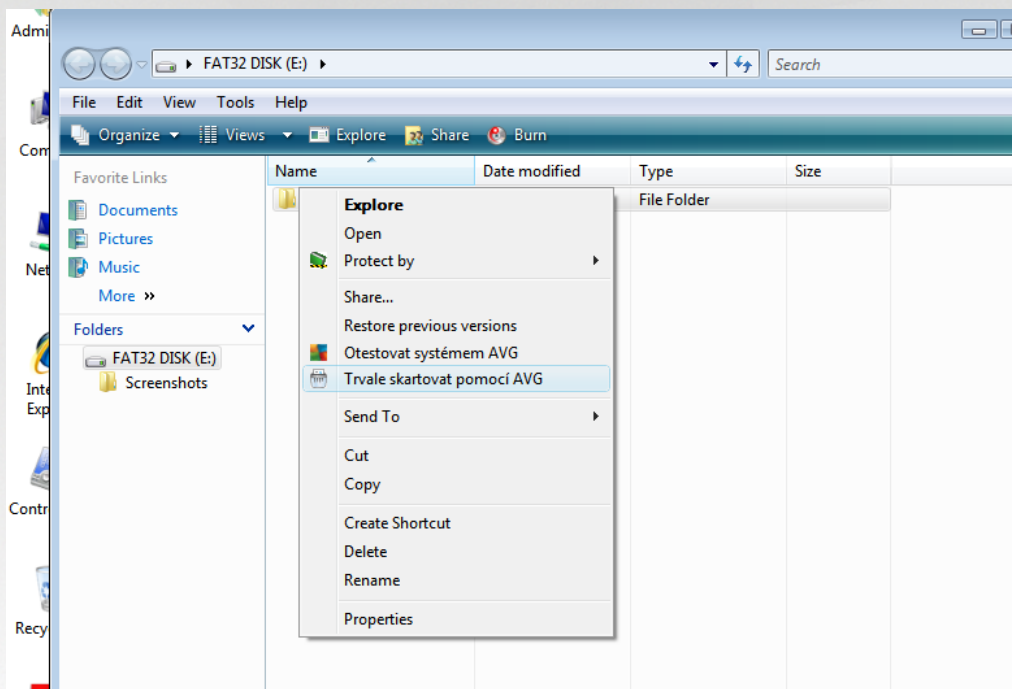 Admi
FAT32 DISK (E:)
Search
File Edit View Tools Help
Organize Views Explore Share Burn
Com
Favorite Links
Name Date modified Type Size
File Folder
Documents
Pictures
Net
Music
More »
Folders
FAT32 DISK (E:)
Screenshots
Inte
Exp
Contr
Recy
Explore
Open
Protect by
Share...
Restore previous versions
Otestovat systémem AVG
Trvale skartovat pomocí AVG
Send To
Cut
Copy
Create Shortcut
Delete
Rename
Properties